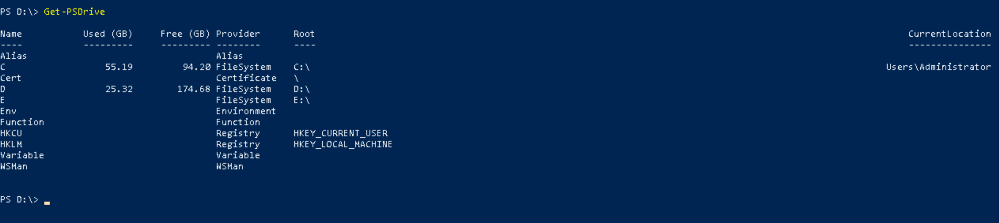 PS D:\> Get-PSDrive
Name           Used (GB)     Free (GB) Provider      Root                                                                                                            CurrentLocation
----           ---------     --------- --------      ----                                                                                                            ---------------
Alias                                  Alias
C                  55.19         94.20 FileSystem    C:\                                                                                                         Users\Administrator
Cert                                   Certificate   \
D                  25.32        174.68 FileSystem    D:\
E                                      FileSystem    E:\
Env                                    Environment
Function                               Function
HKCU                                   Registry      HKEY_CURRENT_USER
HKLM                                   Registry      HKEY_LOCAL_MACHINE
Variable                               Variable
WSMan                                  WSMan
PS D:\> _